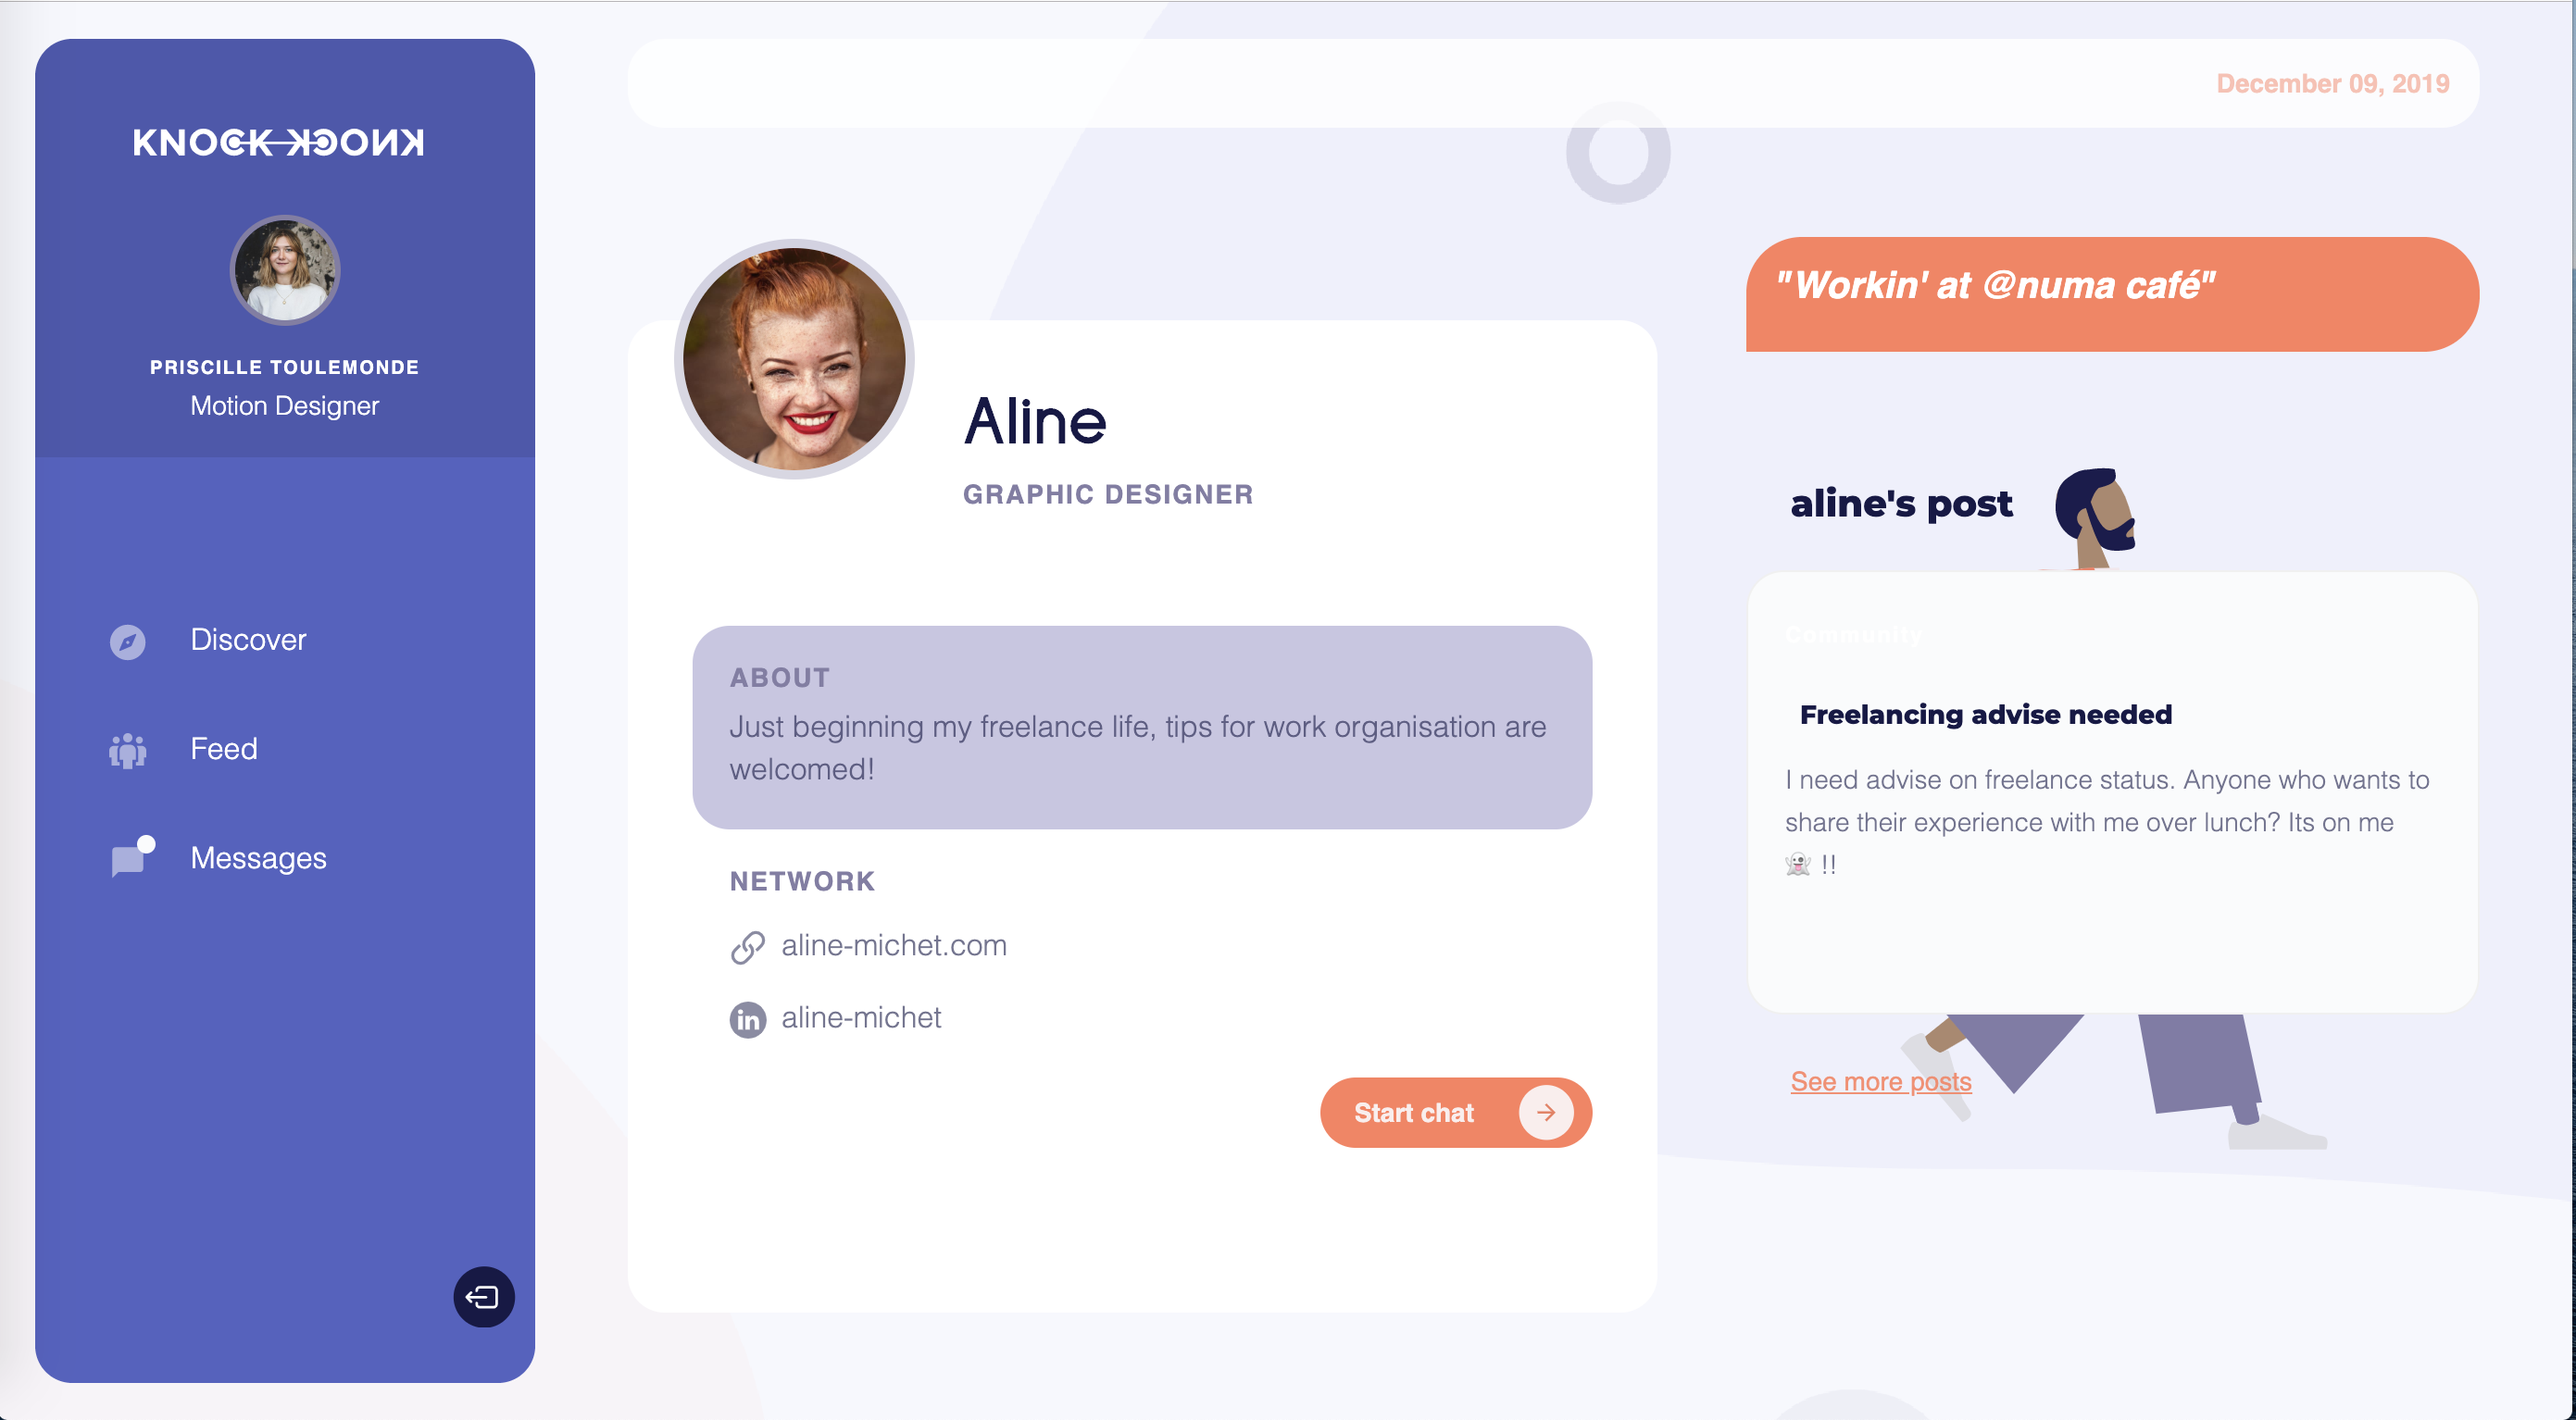 KNOCK KNOCK
PRISCILLE TOULEMONDE
Motion Designer
Discover
Feed
Messages
December 09, 2019
Aline
GRAPHIC DESIGNER
ABOUT
Just beginning my freelance life, tips for work organisation are
welcomed!
NETWORK
aline-michet.com
in aline-michet
Start chat
"Workin' at @numa café"
aline's post
Community
Freelancing advise needed
I need advise on freelance status. Anyone who wants to
share their experience with me over lunch? Its on me
👻 !!
See more posts